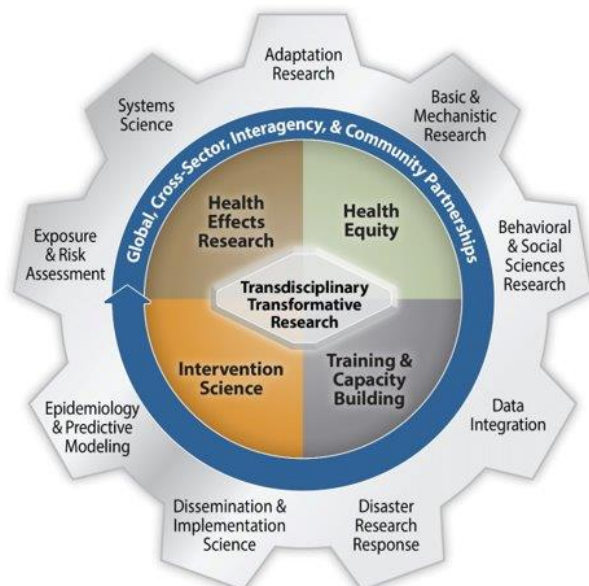 Adaptation
Research
Basic &
Mechanistic
Research
Behavioral
& Social
Sciences
Research
Data
Integration
Disaster
Research
Response
Dissemination &
Implementation
Science
Epidemiology
& Predictive
Modeling
Exposure
& Risk
Assessment
Systems
Science
Global, Cross-Sector, Interagency, & Community Partnerships
Health
Effects
Research
Health
Equity
Transdisciplinary
Transformative
Research
Intervention
Science
Training &
Capacity
Building